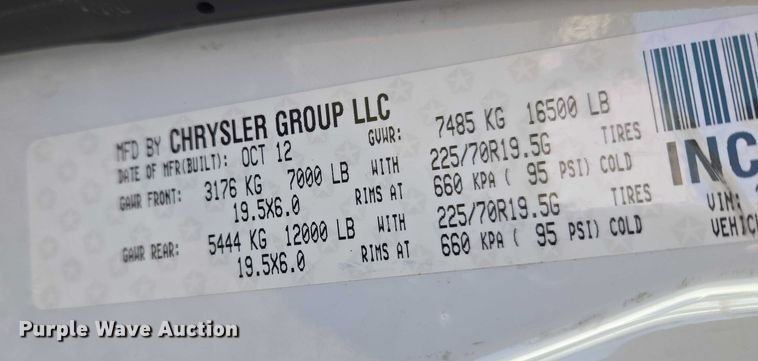 MFD BY CHRYSLER GROUP LLC
DATE OF MFR(BUILT): OCT 12 GVWR: 7485 KG 16500 LB
GAWR FRONT: 3176 KG 7000 LB WITH 225/70R19.5G TIRES
19.5X6.0 RIMS AT 660 KPA ( 95 PSI) COLD
GAWR REAR: 5444 KG 12000 LB WITH 225/70R19.5G TIRES
19.5X6.0 RIMS AT 660 KPA ( 95 PSI) COLD
INC
VIN:
VEHIC
Purple Wave Auction